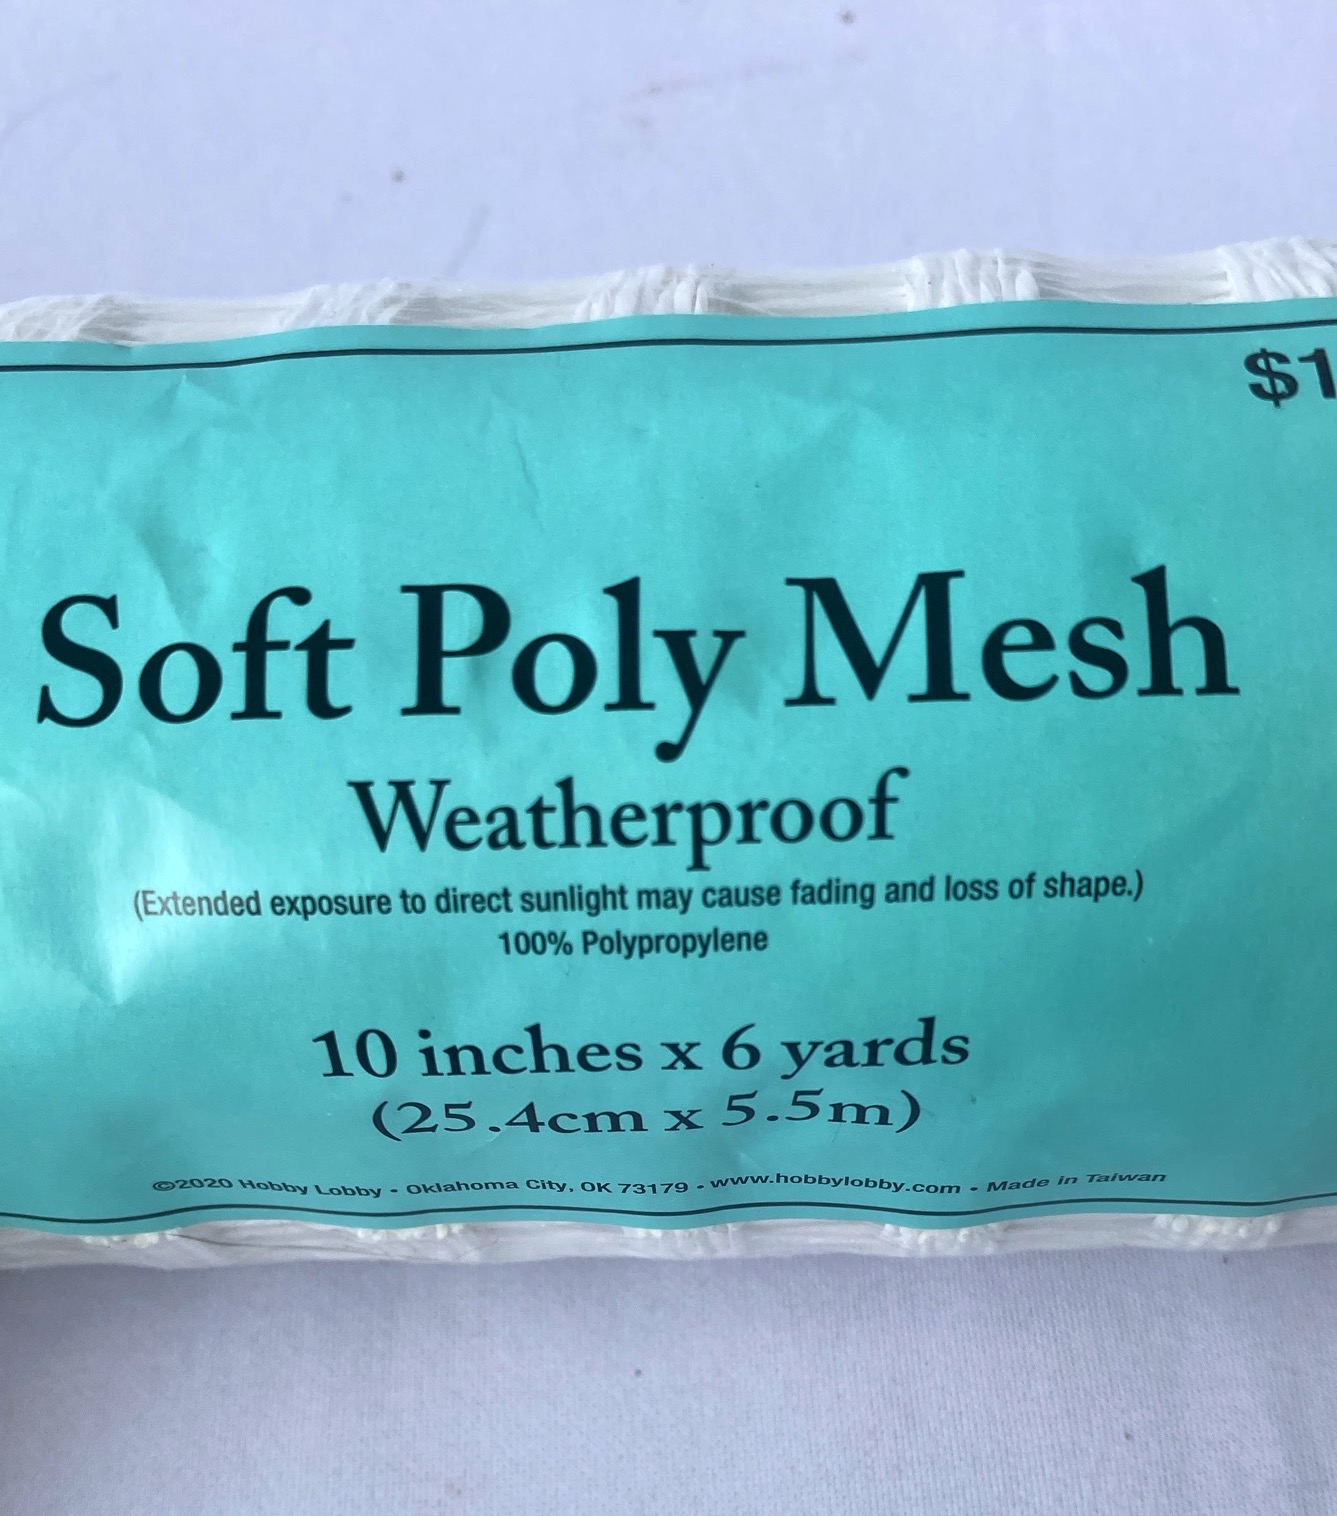 $1
Soft Poly Mesh
Weatherproof
(Extended exposure to direct sunlight may cause fading and loss of shape.)
100% Polypropylene
10 inches x 6 yards
(25.4cm x 5.5m)
©2020 Hobby Lobby • Oklahoma City, OK 73179 • www.hobbylobby.com • Made in Taiwan